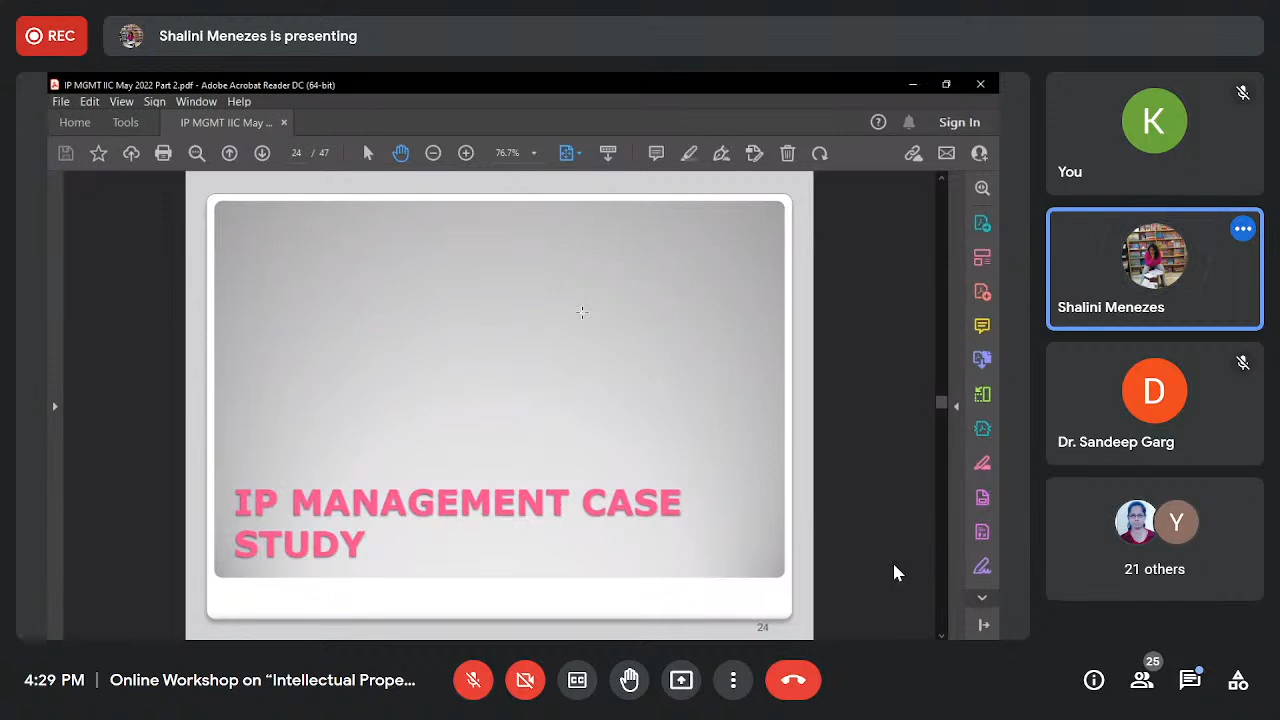 REC
Shalini Menezes is presenting
IP MGMT IIC May 2022 Part 2.pdf - Adobe Acrobat Reader DC (64-bit)
File Edit View Sign Window Help
Home Tools IP MGMT IIC May ... × Sign In
24 / 47 76.7%
IP MANAGEMENT CASE
STUDY
24
K
You
Shalini Menezes
D
Dr. Sandeep Garg
Y
21 others
4:29 PM | Online Workshop on “Intellectual Prope...
25